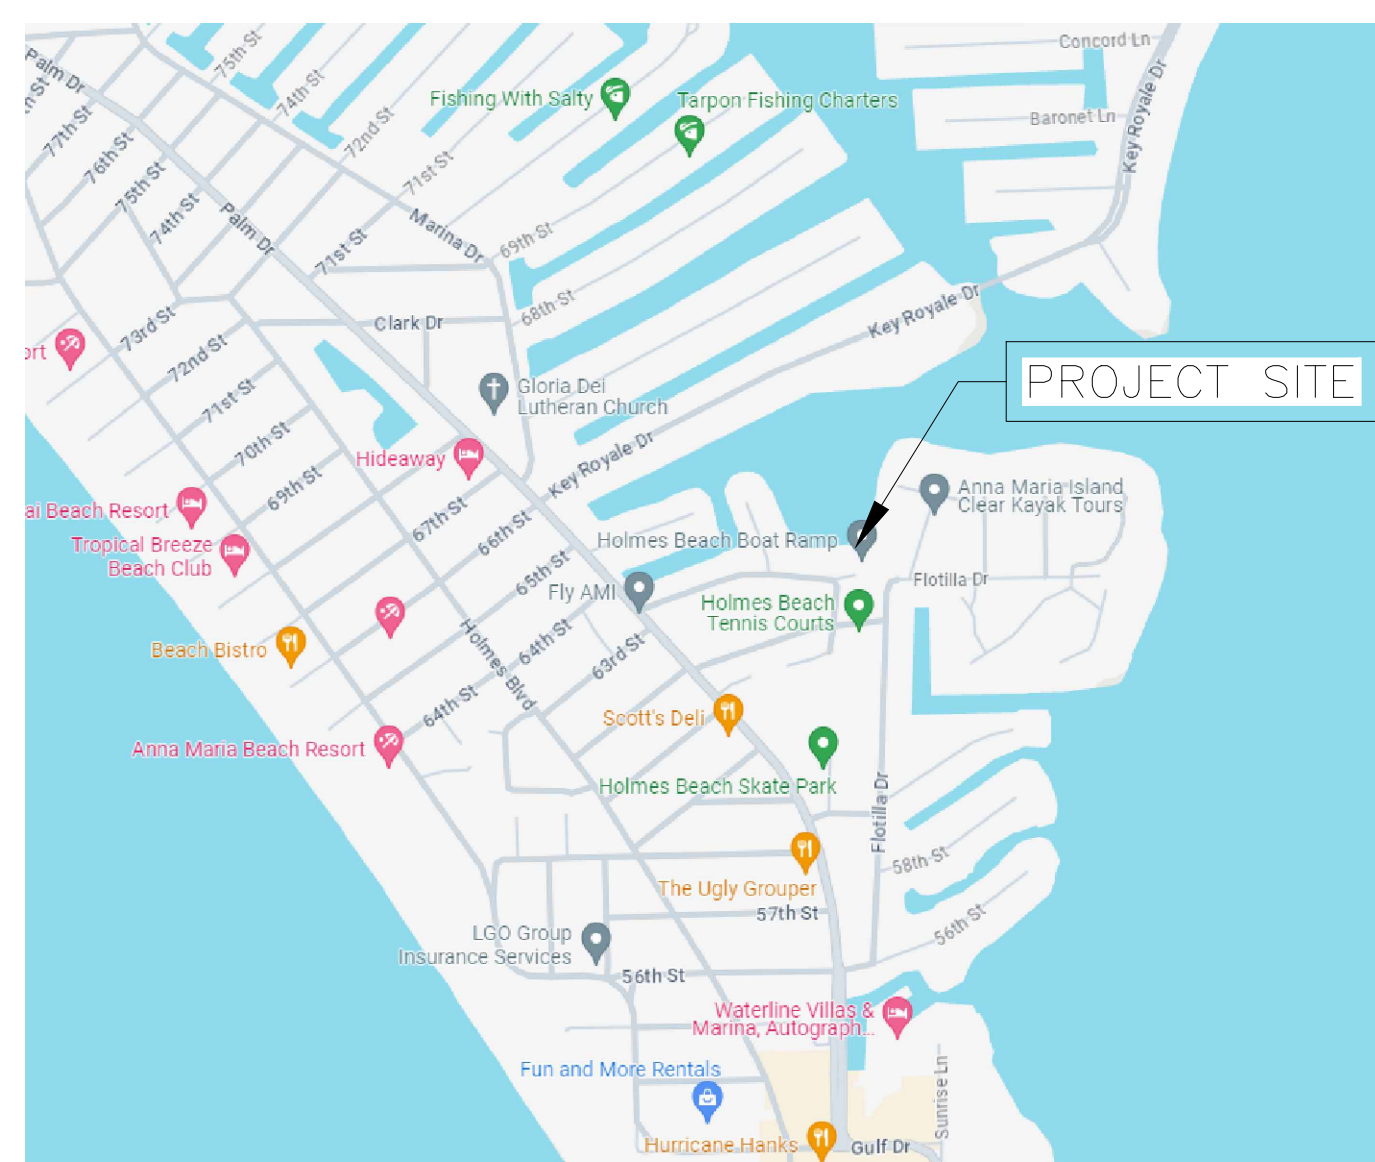 Concord Ln
75th St
Palm Dr
74th St
Fishing With Salty
Tarpon Fishing Charters
Key Royale Dr
Baronet Ln
77th St
72nd St
76th St
71st St
75th St
74th St
Palm Dr
Marina Dr
69th St
71st St
68th St
Key Royale Dr
73rd St
Clark Dr
72nd St
PROJECT SITE
Gloria Dei
Lutheran Church
71st St
70th St
Hideaway
Key Royale Dr
69th St
Anna Maria Island
Clear Kayak Tours
ai Beach Resort
67th St
66th St
Holmes Beach Boat Ramp
Tropical Breeze
Beach Club
65th St
Fly AMI
Flotilla Dr
Holmes Beach
Tennis Courts
64th St
Beach Bistro
Holmes Blvd
63rd St
64th St
Scott's Deli
Anna Maria Beach Resort
Holmes Beach Skate Park
Flotilla Dr
58th St
The Ugly Grouper
57th St
56th St
LGO Group
Insurance Services
56th St
Waterline Villas &
Marina, Autograph...
Fun and More Rentals
Sunrise Ln
Hurricane Hanks
Gulf Dr